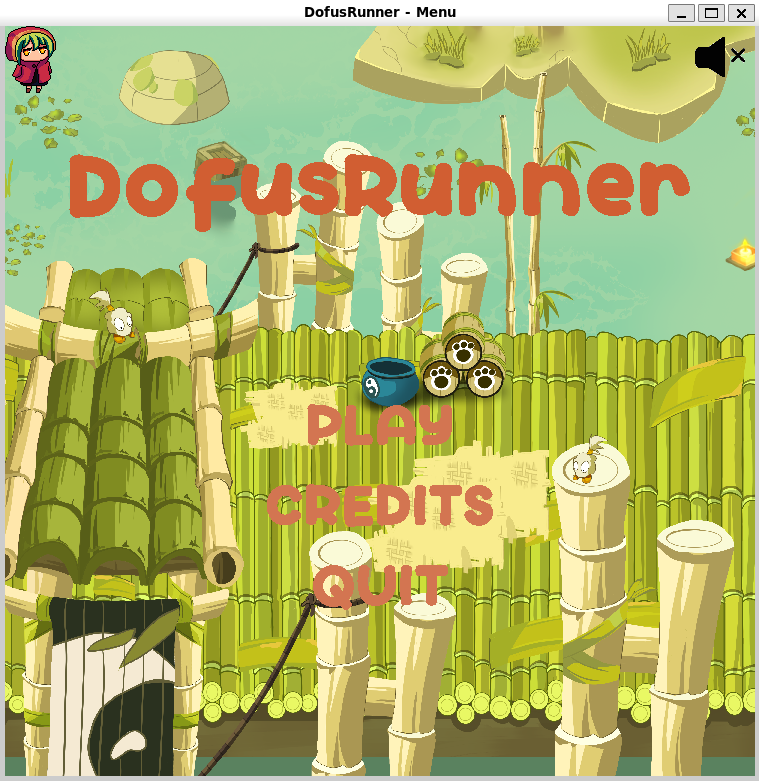 DofusRunner - Menu
DofusRunner
PLAY
CREDITS
QUIT